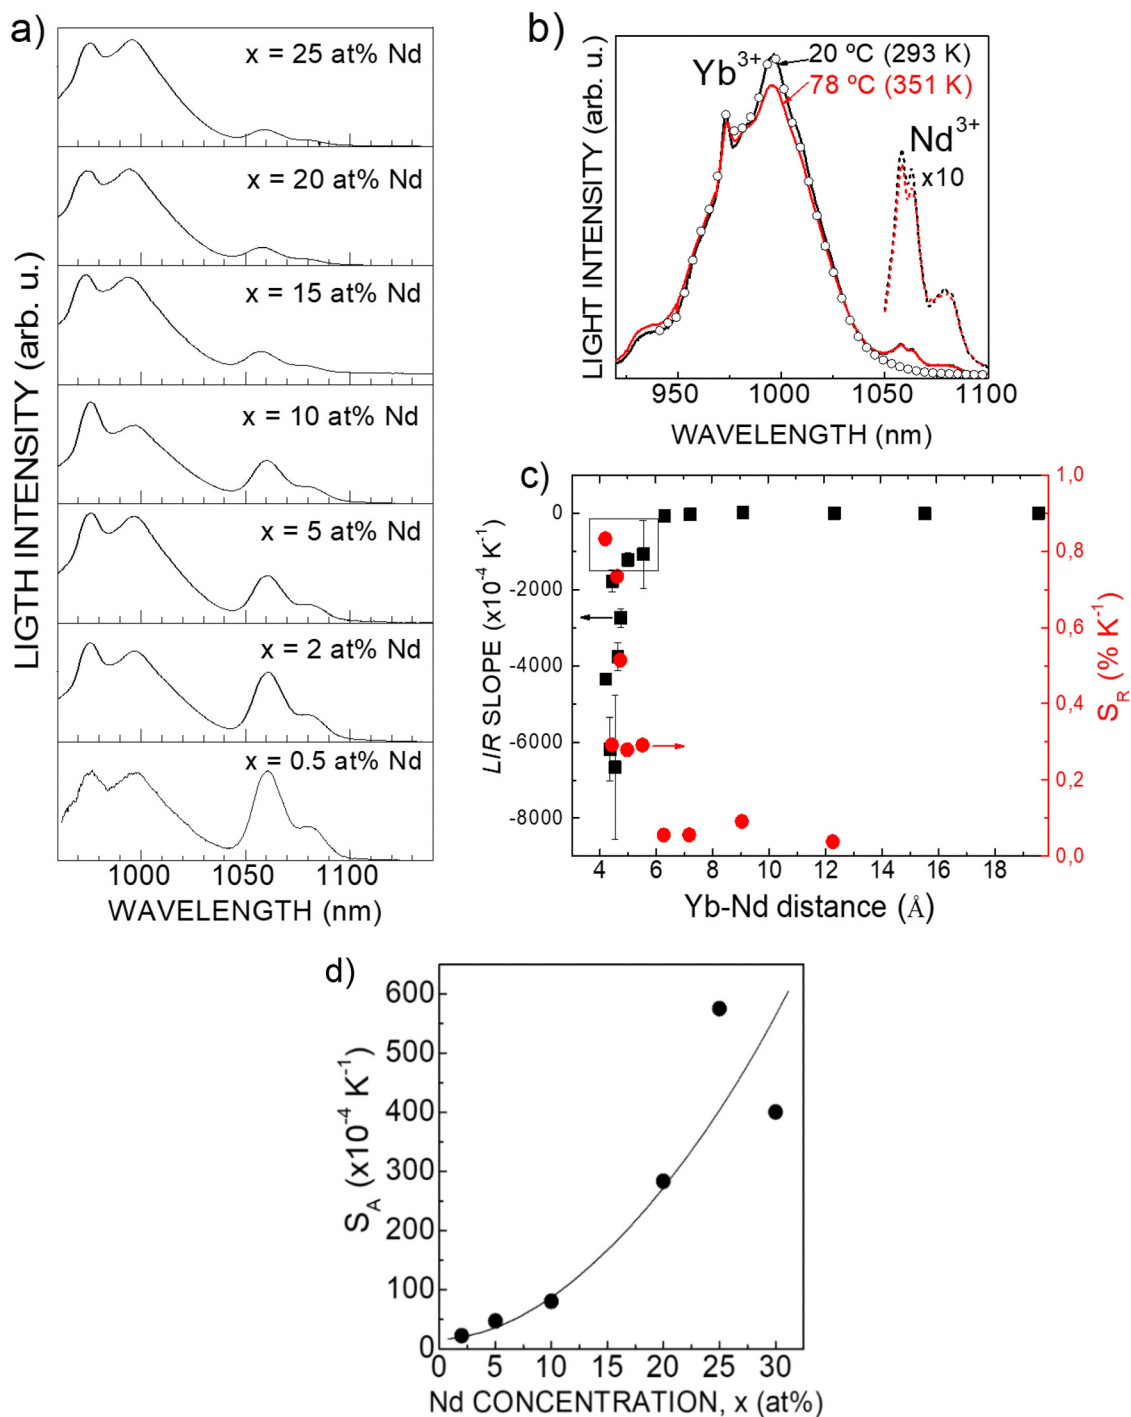 a)
x = 25 at% Nd
x = 20 at% Nd
x = 15 at% Nd
x = 10 at% Nd
x = 5 at% Nd
x = 2 at% Nd
x = 0.5 at% Nd
LIGTH INTENSITY (arb. u.)
1000 1050 1100
WAVELENGTH (nm)
b)
Yb3+
20 ºC (293 K)
78 ºC (351 K)
Nd3+
x10
LIGHT INTENSITY (arb. u.)
950 1000 1050 1100
WAVELENGTH (nm)
c)
0
-2000
-4000
-6000
-8000
LIR SLOPE (x10-4 K-1)
1,0
0,8
0,6
0,4
0,2
0,0
SR (% K-1)
4 6 8 10 12 14 16 18
Yb-Nd distance (Å)
d)
600
500
400
300
200
100
0
SA (x10-4 K-1)
0 5 10 15 20 25 30
Nd CONCENTRATION, x (at%)